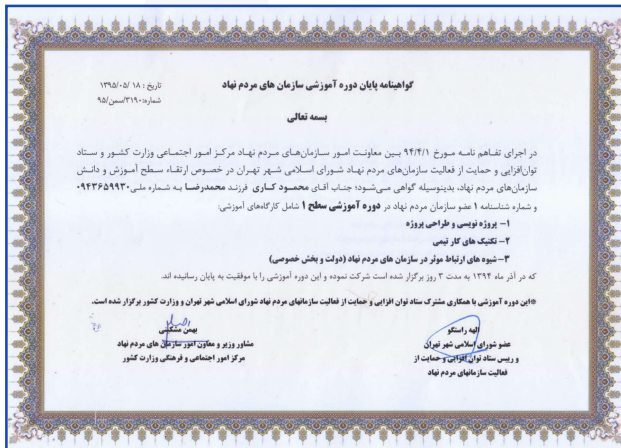 گواهینامه پایان دوره آموزشی سازمان های مردم نهاد
تاریخ : ۱۳۹۵/۰۵/۱۸
شماره:۳۱۹۰/سمن/۹۵
بسمه تعالی
در اجرای تفاهم نامه مورخ ۹۴/۴/۱ بین معاونت امور سازمان‌های مردم نهاد مرکز امور اجتماعی وزارت کشور و ستاد
توان‌افزایی و حمایت از فعالیت سازمان‌های مردم نهاد شورای اسلامی شهر تهران در خصوص ارتقاء سطح آموزش و دانش
سازمان‌های مردم نهاد، بدینوسیله گواهی می‌شود؛ جناب آقای محمود کاری فرزند محمدرضا به شماره ملی ۰۹۴۳۶۵۹۹۳۰
و شماره شناسنامه ۱ عضو سازمان مردم نهاد در دوره آموزشی سطح ۱ شامل کارگاه‌های آموزشی:
۱– پروژه نویسی و طراحی پروژه
۲– تکنیک های کار تیمی
۳– شیوه های ارتباط موثر در سازمان های مردم نهاد (دولت و بخش خصوصی)
که در آذر ماه ۱۳۹۴ به مدت ۳ روز برگزار شده است شرکت نموده و این دوره آموزشی را با موفقیت به پایان رسانیده اند.
*این دوره آموزشی با همکاری مشترک ستاد توان افزایی و حمایت از فعالیت سازمانهای مردم نهاد شورای اسلامی شهر تهران و وزارت کشور برگزار شده است.
الهه راستگو
عضو شورای اسلامی شهر تهران
و رییس ستاد توان افزایی و حمایت از
فعالیت سازمانهای مردم نهاد
بهمن مشکینی
مشاور وزیر و معاون امور سازمان های مردم نهاد
مرکز امور اجتماعی و فرهنگی وزارت کشور